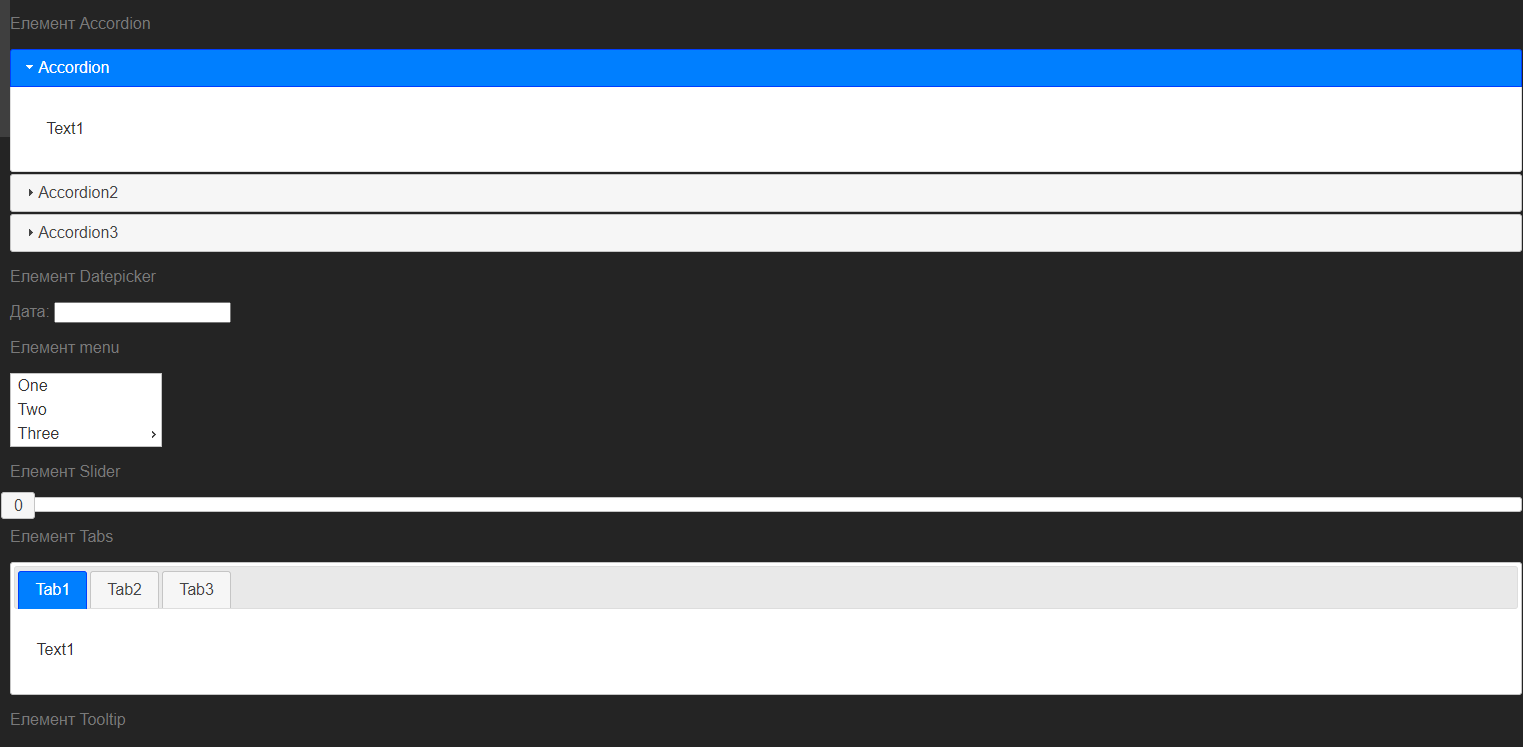 Елемент Accordion
Accordion
Text1
Accordion2
Accordion3
Елемент Datepicker
Дата:
Елемент menu
One
Two
Three
Елемент Slider
0
Елемент Tabs
Tab1 Tab2 Tab3
Text1
Елемент Tooltip